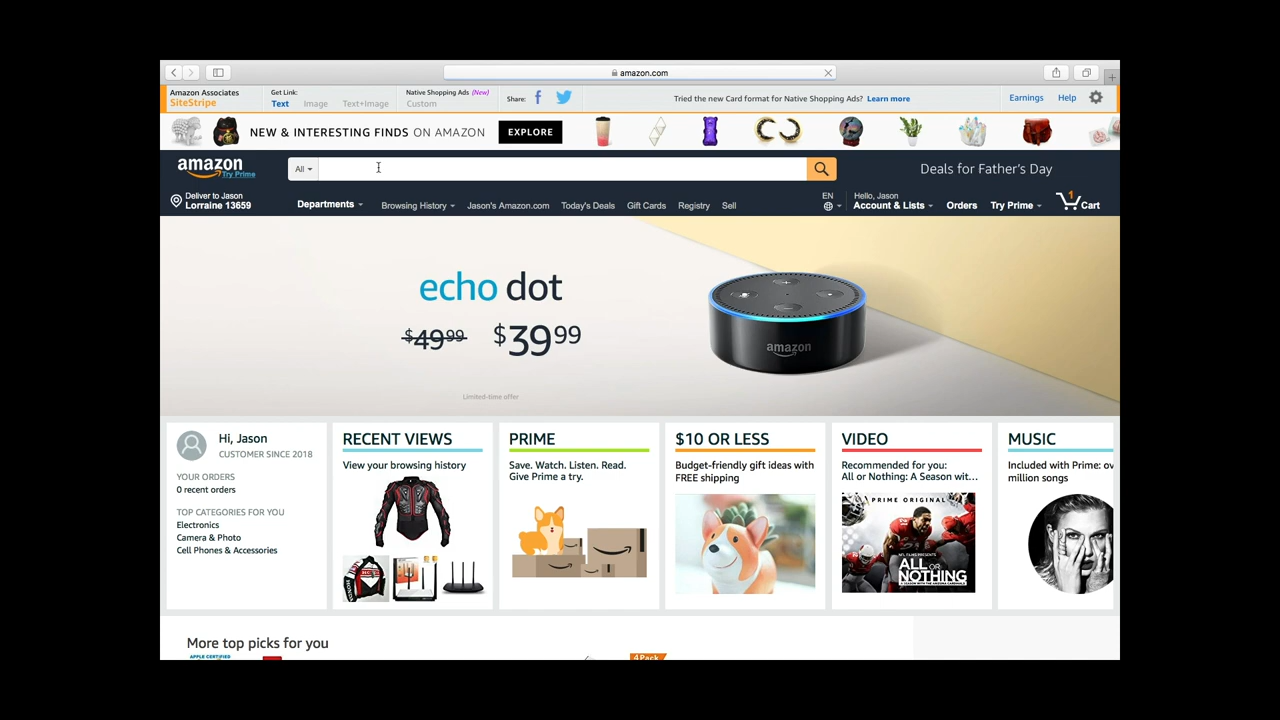 amazon.com
Amazon Associates
SiteStripe
Get Link:
Text Image Text+Image
Native Shopping Ads (New)
Custom
Share:
Tried the new Card format for Native Shopping Ads? Learn more
Earnings Help
NEW & INTERESTING FINDS ON AMAZON EXPLORE
amazon
Try Prime
All
Deals for Father's Day
Deliver to Jason
Lorraine 13659
Departments Browsing History Jason's Amazon.com Today's Deals Gift Cards Registry Sell
EN
Hello, Jason
Account & Lists Orders Try Prime 1 Cart
echo dot
$49.99 $39.99
amazon
Limited-time offer
Hi, Jason
CUSTOMER SINCE 2018
YOUR ORDERS
0 recent orders
TOP CATEGORIES FOR YOU
Electronics
Camera & Photo
Cell Phones & Accessories
RECENT VIEWS
View your browsing history
PRIME
Save. Watch. Listen. Read.
Give Prime a try.
$10 OR LESS
Budget-friendly gift ideas with
FREE shipping
VIDEO
Recommended for you:
All or Nothing: A Season wit...
PRIME ORIGINAL
NFL FILMS PRESENTS
ALL OR
NOTHING
MUSIC
Included with Prime: ov
million songs
More top picks for you
APPLE CERTIFIED
4 Pack